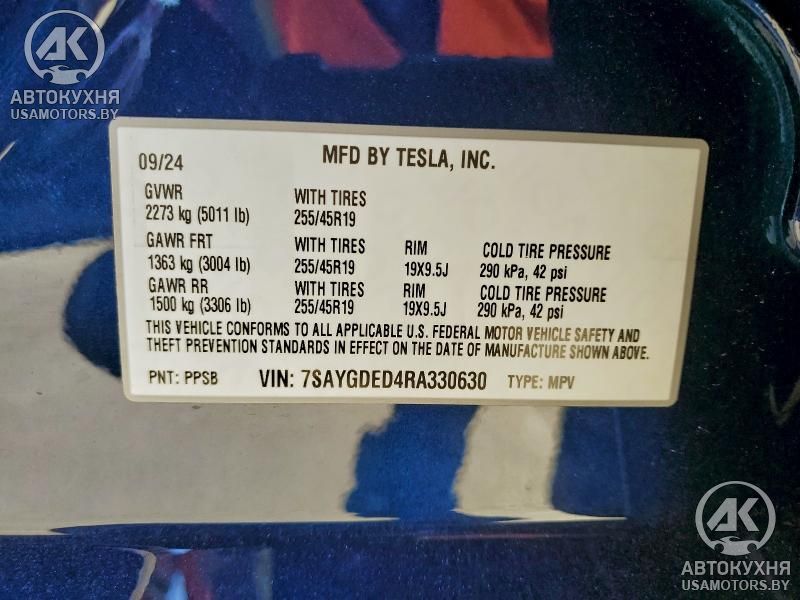 АК
АВТОКУХНЯ
USAMOTORS.BY
09/24 MFD BY TESLA, INC.
GVWR WITH TIRES
2273 kg (5011 lb) 255/45R19
GAWR FRT WITH TIRES RIM COLD TIRE PRESSURE
1363 kg (3004 lb) 255/45R19 19X9.5J 290 kPa, 42 psi
GAWR RR WITH TIRES RIM COLD TIRE PRESSURE
1500 kg (3306 lb) 255/45R19 19X9.5J 290 kPa, 42 psi
THIS VEHICLE CONFORMS TO ALL APPLICABLE U.S. FEDERAL MOTOR VEHICLE SAFETY AND
THEFT PREVENTION STANDARDS IN EFFECT ON THE DATE OF MANUFACTURE SHOWN ABOVE.
PNT: PPSB VIN: 7SAYGDED4RA330630 TYPE: MPV
АК
АВТОКУХНЯ
USAMOTORS.BY